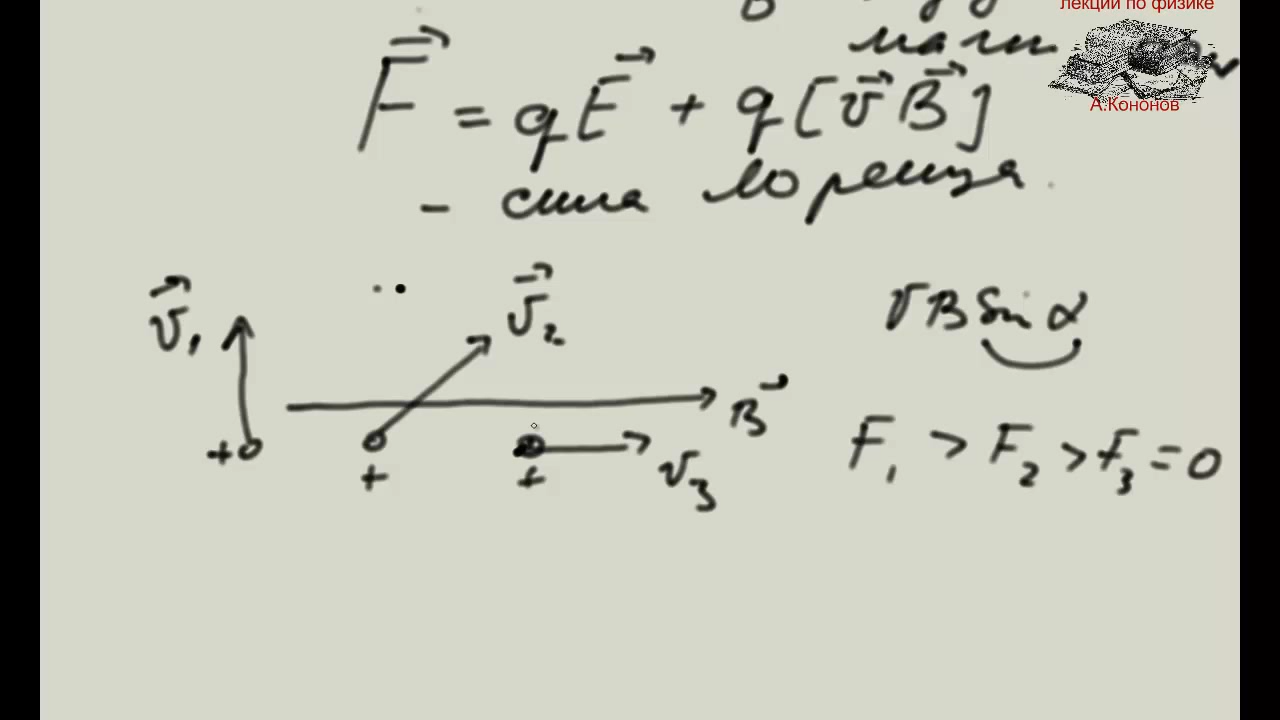 лекции по физике
А.Кононов
F⃗ = qE⃗ + q[v⃗B⃗]
- сила Лоренца
v⃗₁ v⃗₂ vB sin α
B⃗
+ + + v₃ F₁ > F₂ > F₃ = 0